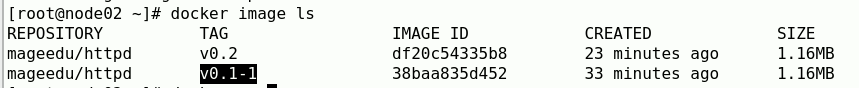 [root@node02 ~]# docker image ls
REPOSITORY TAG IMAGE ID CREATED SIZE
mageedu/httpd v0.2 df20c54335b8 23 minutes ago 1.16MB
mageedu/httpd v0.1-1 38baa835d452 33 minutes ago 1.16MB